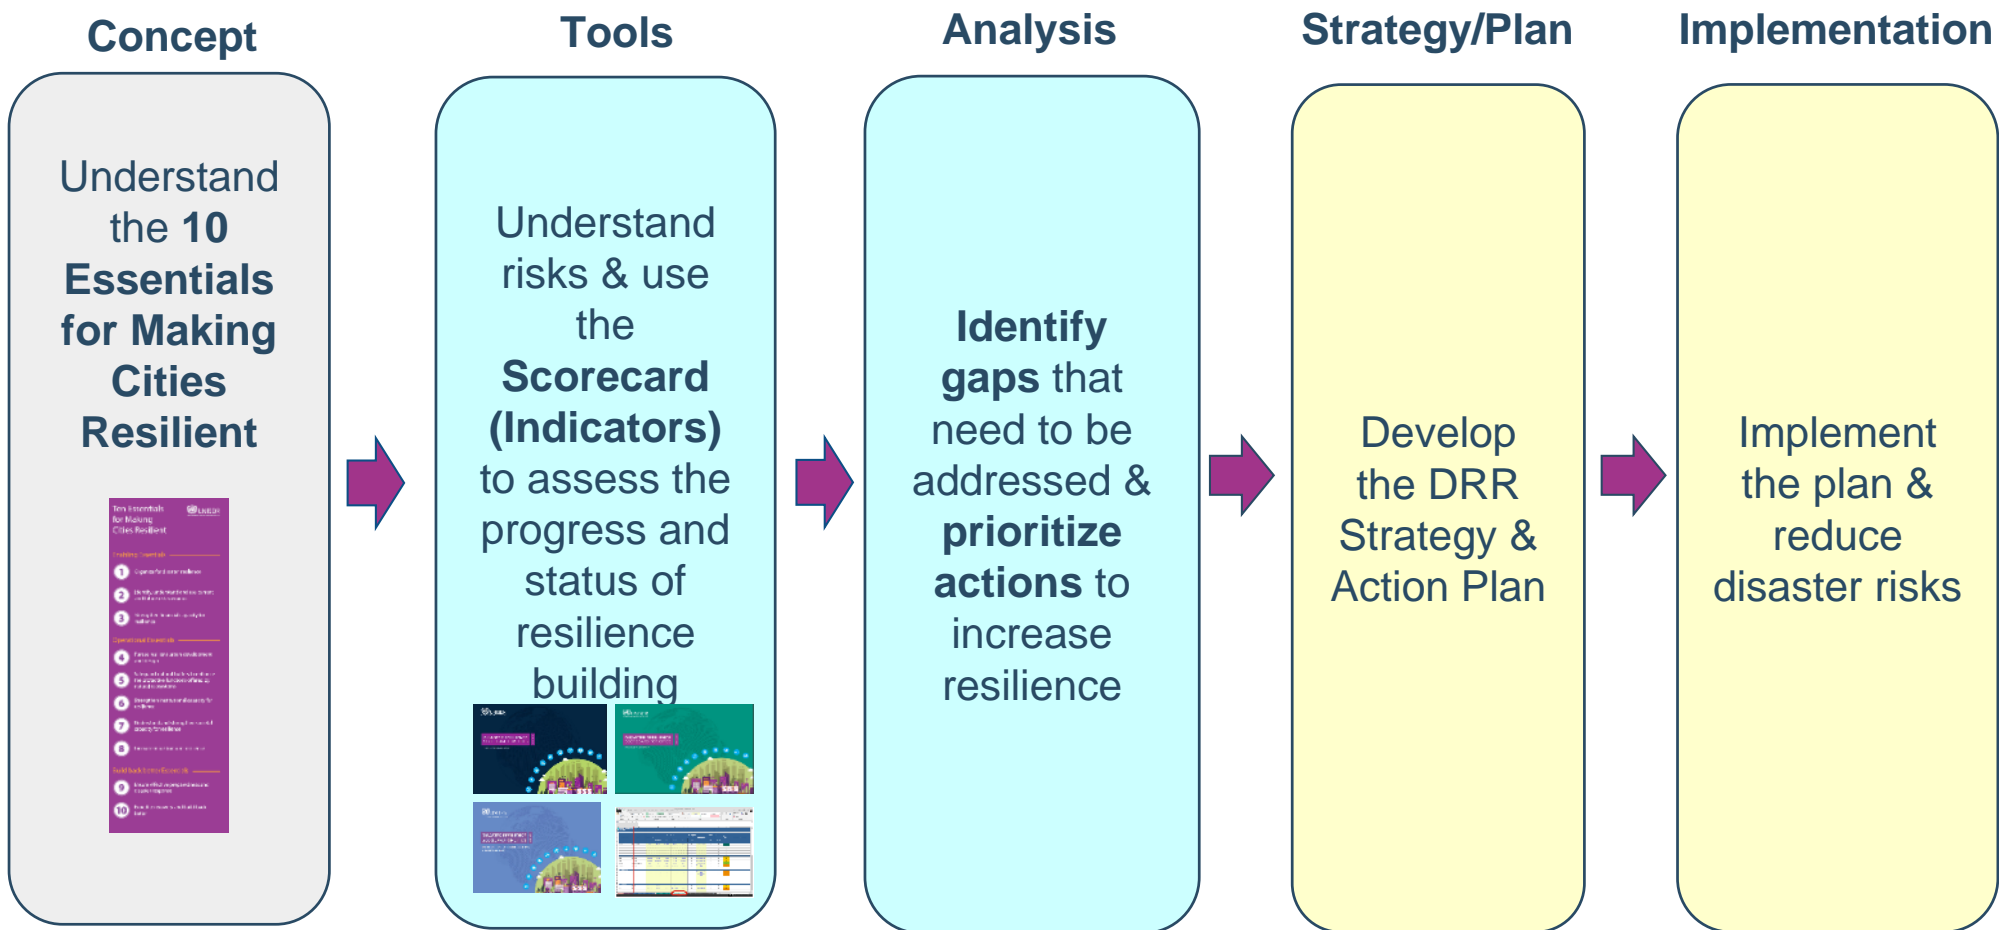 Concept
Understand
the 10
Essentials
for Making
Cities
Resilient
Ten Essentials
for Making
Cities Resilient
Tools
Understand
risks & use
the
Scorecard
(Indicators)
to assess the
progress and
status of
resilience
building
Analysis
Identify
gaps that
need to be
addressed &
prioritize
actions to
increase
resilience
Strategy/Plan
Develop
the DRR
Strategy &
Action Plan
Implementation
Implement
the plan &
reduce
disaster risks